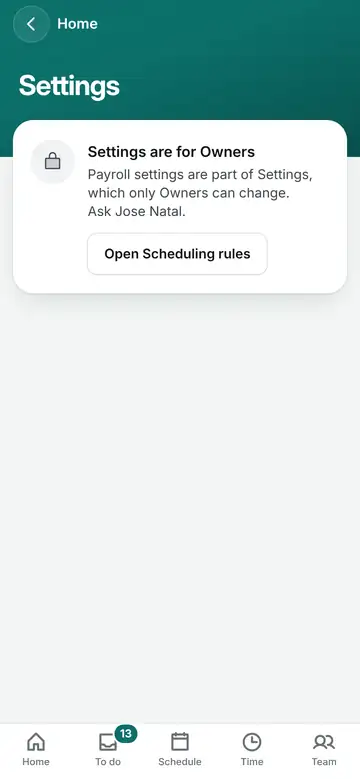 Home
Settings
Settings are for Owners
Payroll settings are part of Settings,
which only Owners can change.
Ask Jose Natal.
Open Scheduling rules
13
Home
To do
Schedule
Time
Team